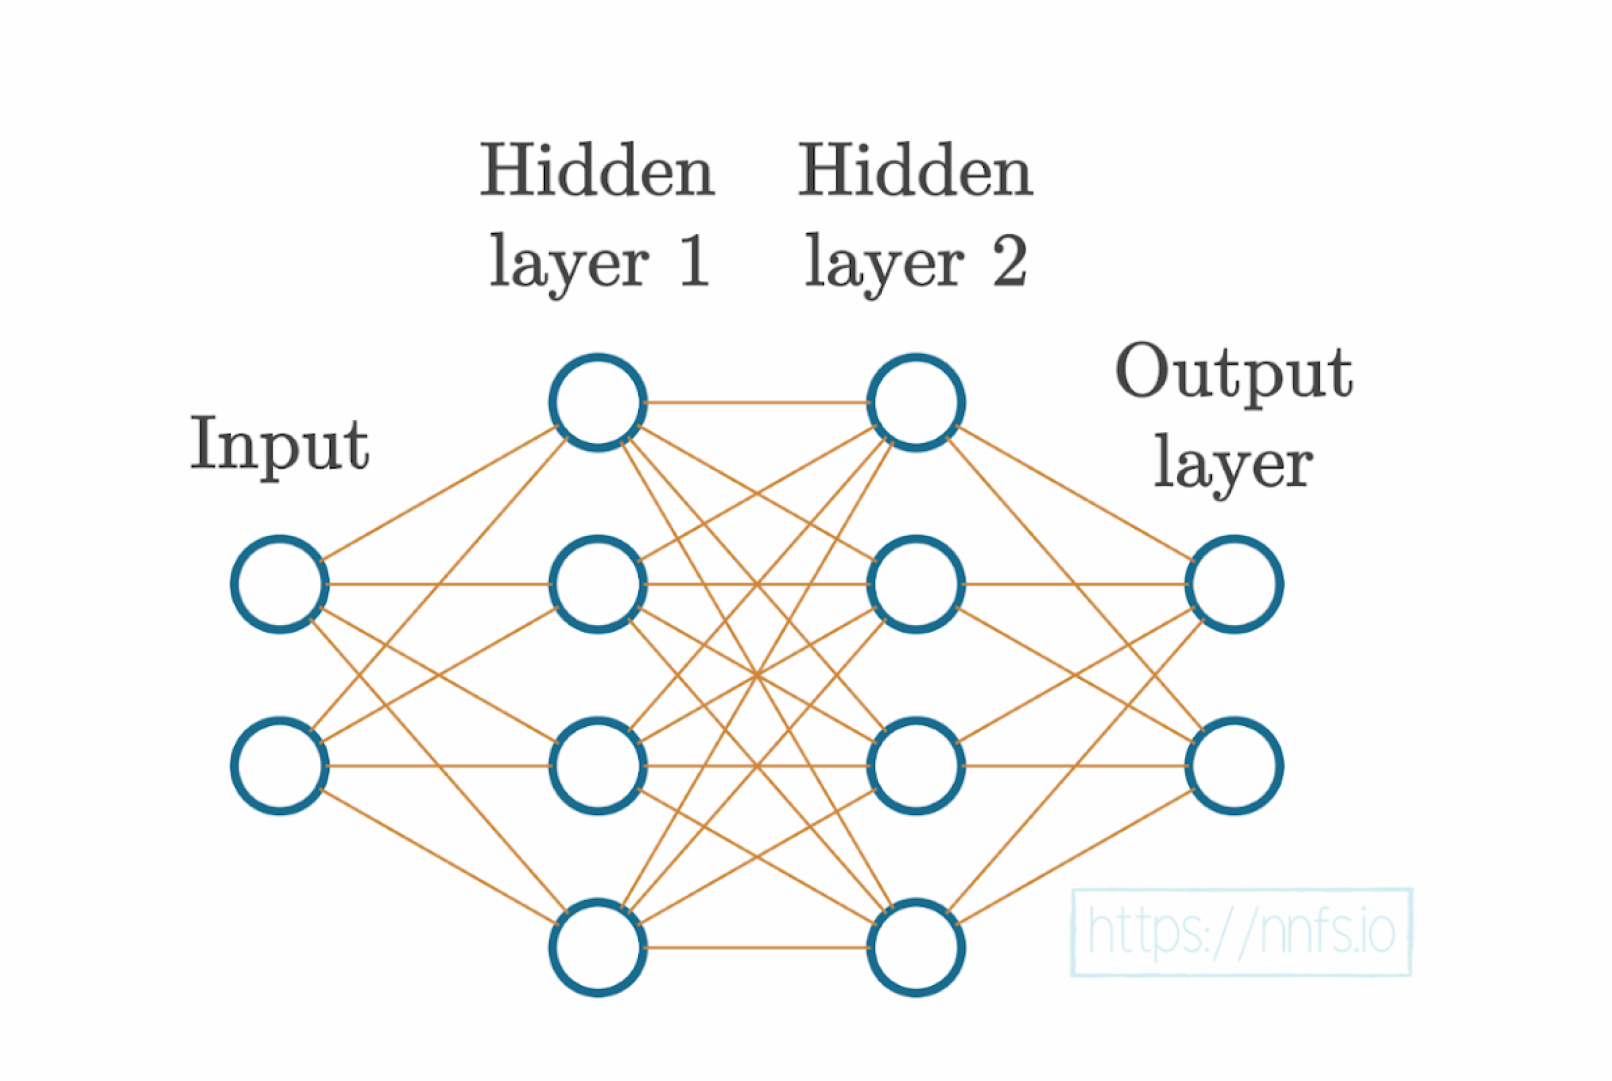 Hidden
layer 1
Hidden
layer 2
Input
Output
layer
https://nnfs.io